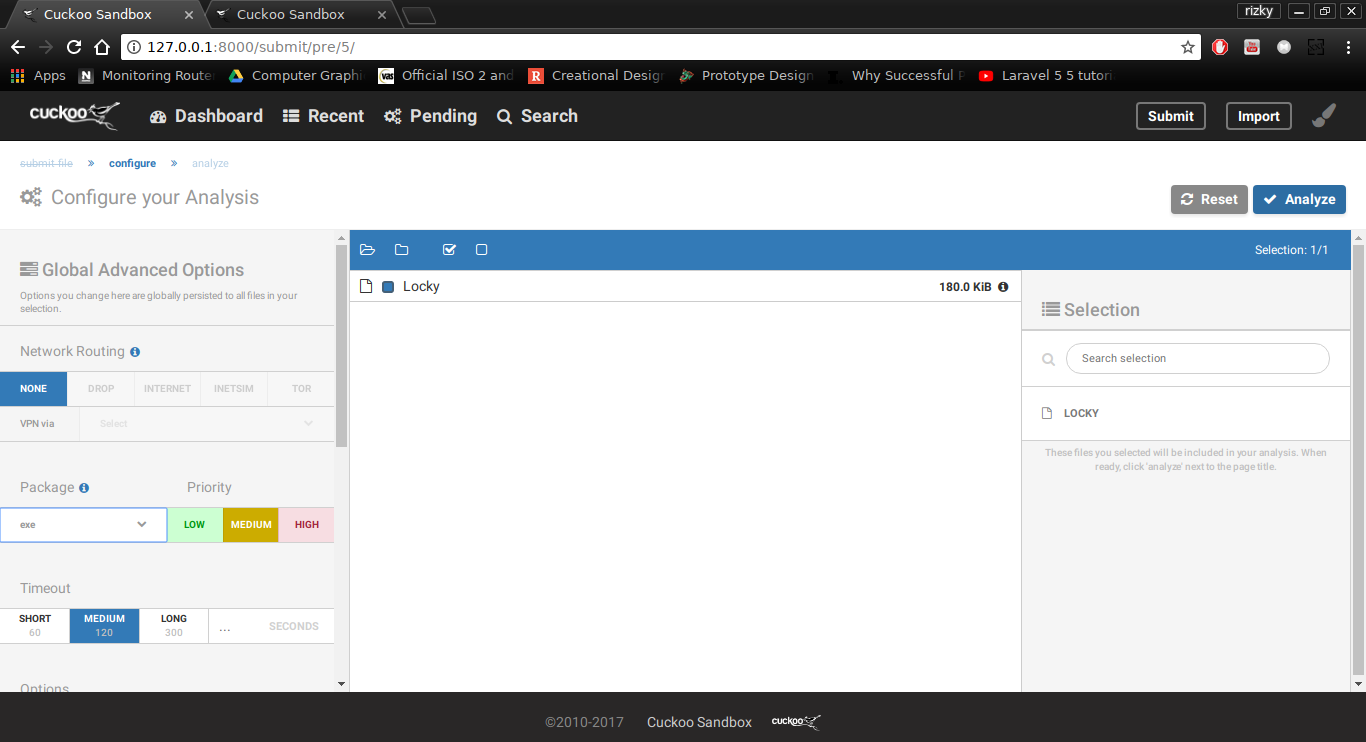 Cuckoo Sandbox
Cuckoo Sandbox
rizky
127.0.0.1:8000/submit/pre/5/
Apps
Monitoring Router
Computer Graphi
Official ISO 2 and
Creational Design
Prototype Design
Why Successful P
Laravel 5 5 tutori
cuckoo
Dashboard
Recent
Pending
Search
Submit
Import
submit file » configure » analyze
Configure your Analysis
Reset
Analyze
Global Advanced Options
Options you change here are globally persisted to all files in your
selection.
Network Routing
NONE DROP INTERNET INETSIM TOR
VPN via Select
Package Priority
exe LOW MEDIUM HIGH
Timeout
SHORT MEDIUM LONG
60 120 300 ... SECONDS
Options
Selection: 1/1
Locky 180.0 KiB
Selection
Search selection
LOCKY
These files you selected will be included in your analysis. When
ready, click 'analyze' next to the page title.
©2010-2017 Cuckoo Sandbox cuckoo